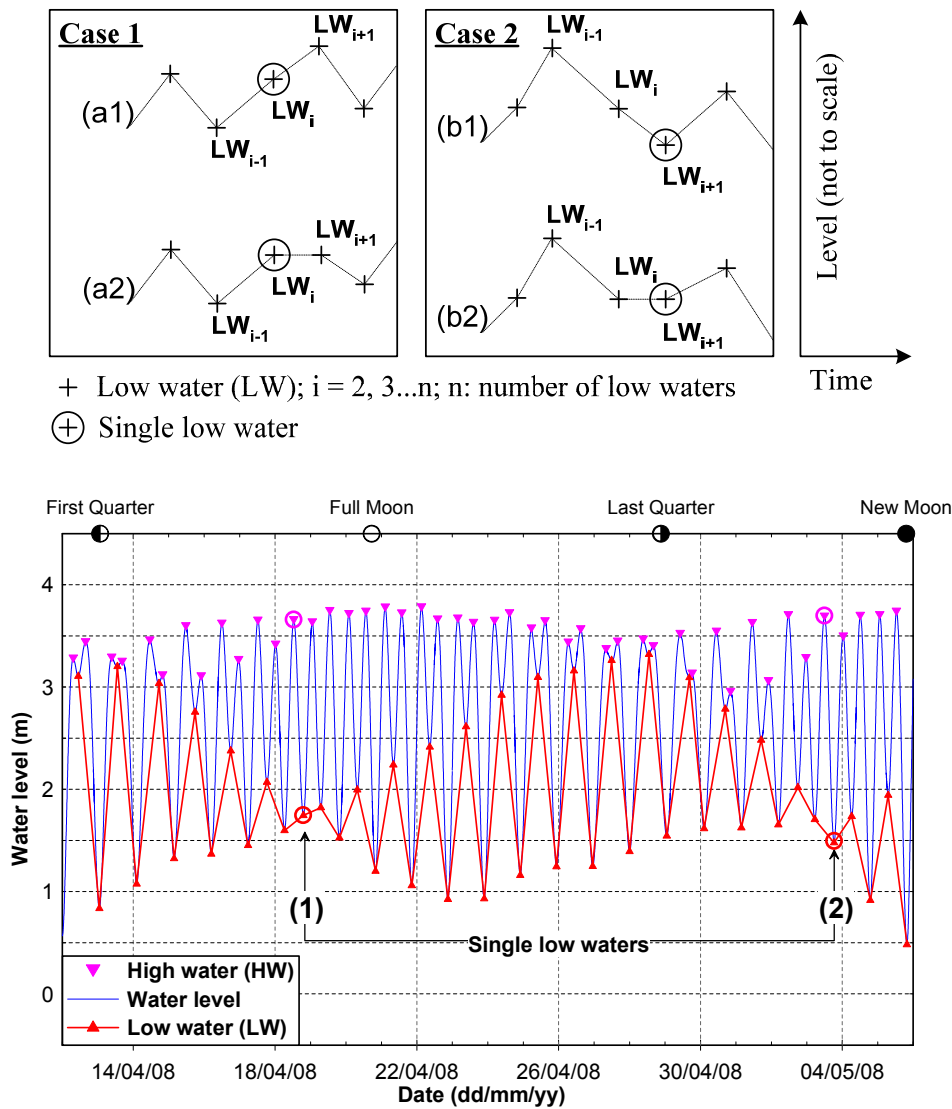 Case 1
LWi+1
(a1)
LWi
LWi-1
LWi+1
(a2)
LWi
LWi-1
Case 2
LWi-1
LWi
(b1)
LWi+1
LWi-1
LWi
(b2)
LWi+1
Level (not to scale)
Time
Low water (LW); i = 2, 3...n; n: number of low waters
Single low water
First Quarter
Full Moon
Last Quarter
New Moon
4
3
2
1
0
Water level (m)
(1)
(2)
Single low waters
High water (HW)
Water level
Low water (LW)
14/04/08
18/04/08
22/04/08
26/04/08
30/04/08
04/05/08
Date (dd/mm/yy)